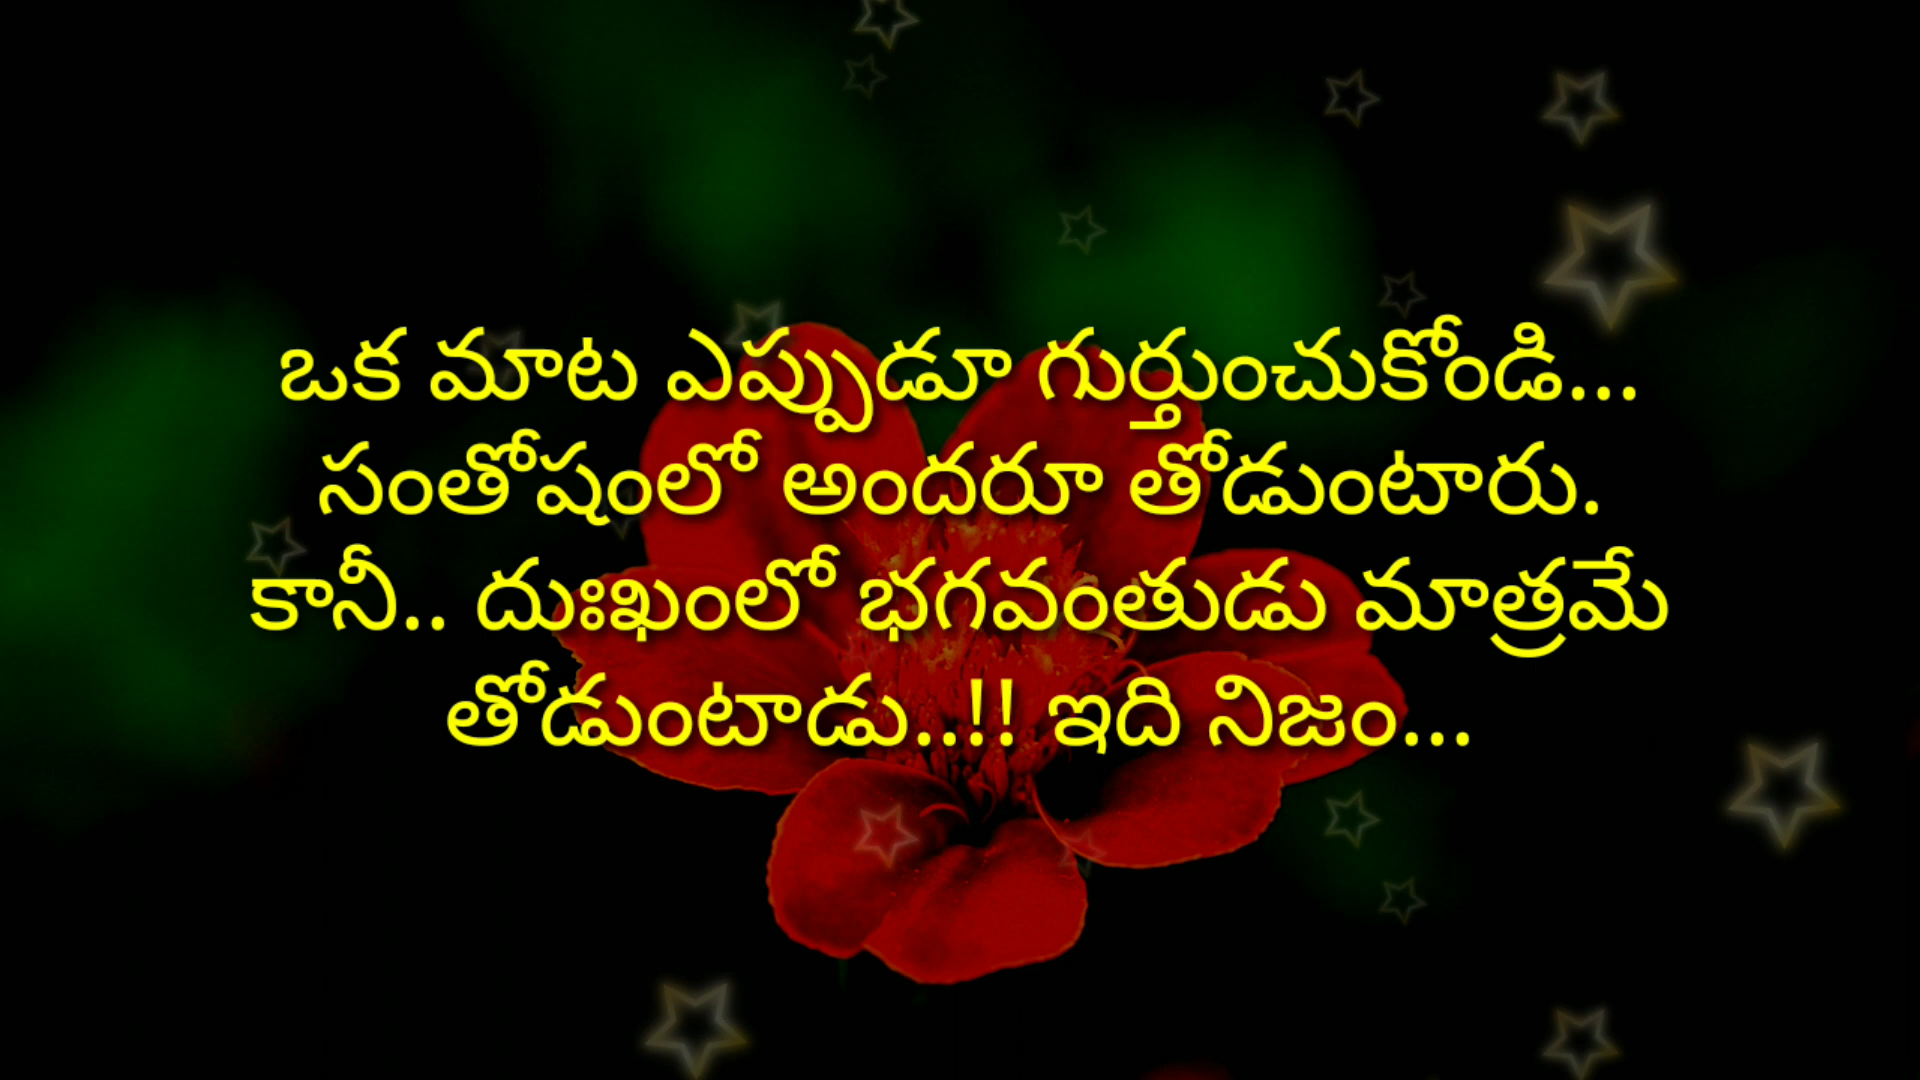 ఒక మాట ఎప్పుడూ గుర్తుంచుకోండి...
సంతోషంలో అందరూ తోడుంటారు.
కానీ.. దుఃఖంలో భగవంతుడు మాత్రమే
తోడుంటాడు..!! ఇది నిజం...